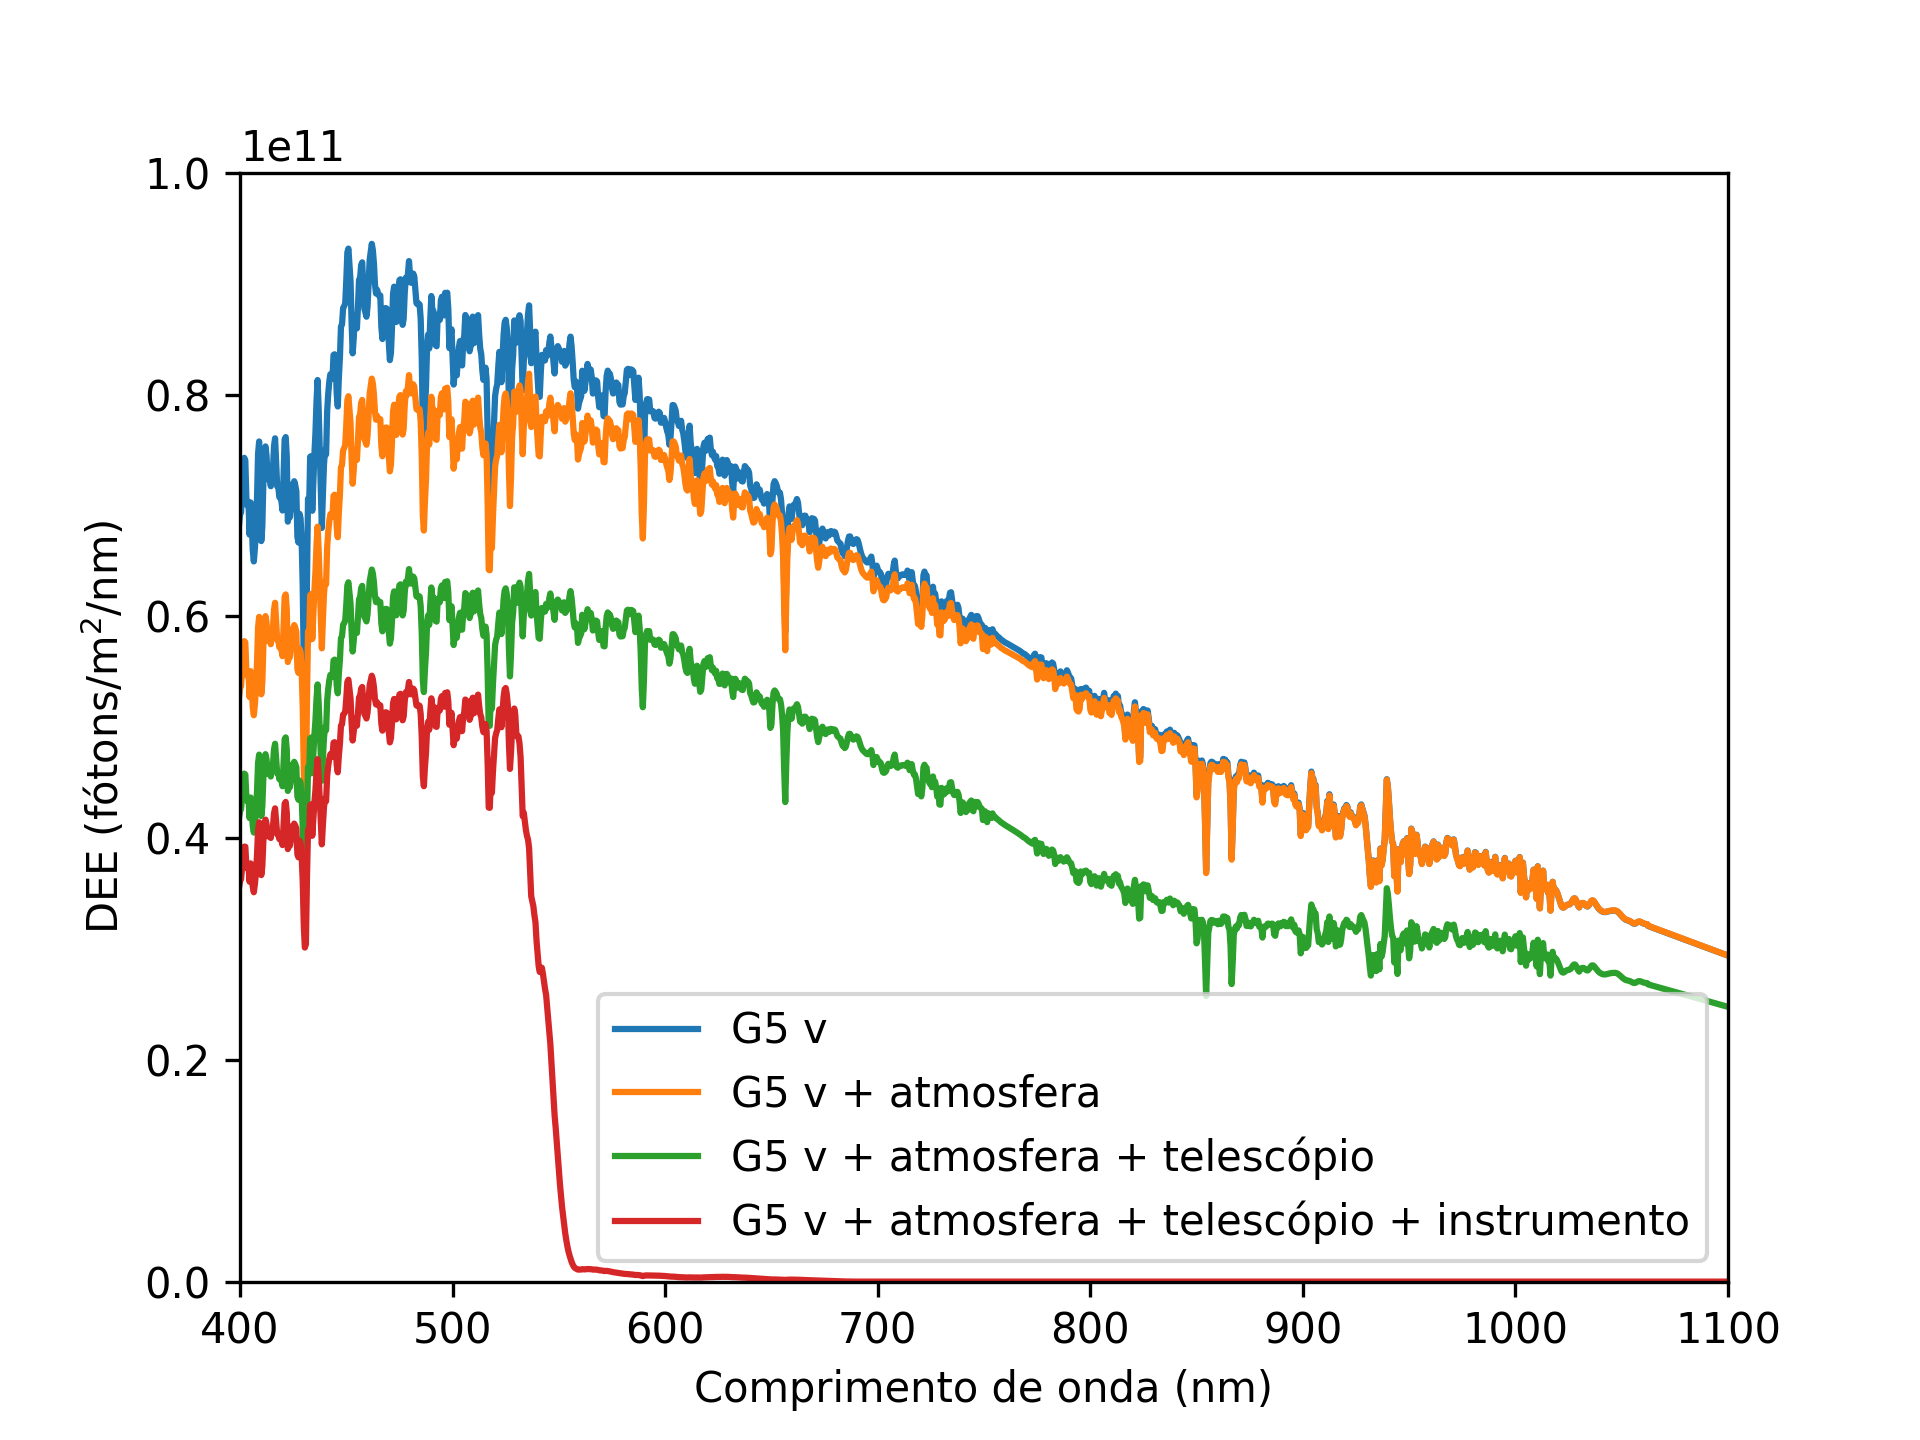 1e11
1.0
0.8
0.6
0.4
0.2
0.0
DEE (fótons/m²/nm)
400 500 600 700 800 900 1000 1100
Comprimento de onda (nm)
G5 v
G5 v + atmosfera
G5 v + atmosfera + telescópio
G5 v + atmosfera + telescópio + instrumento